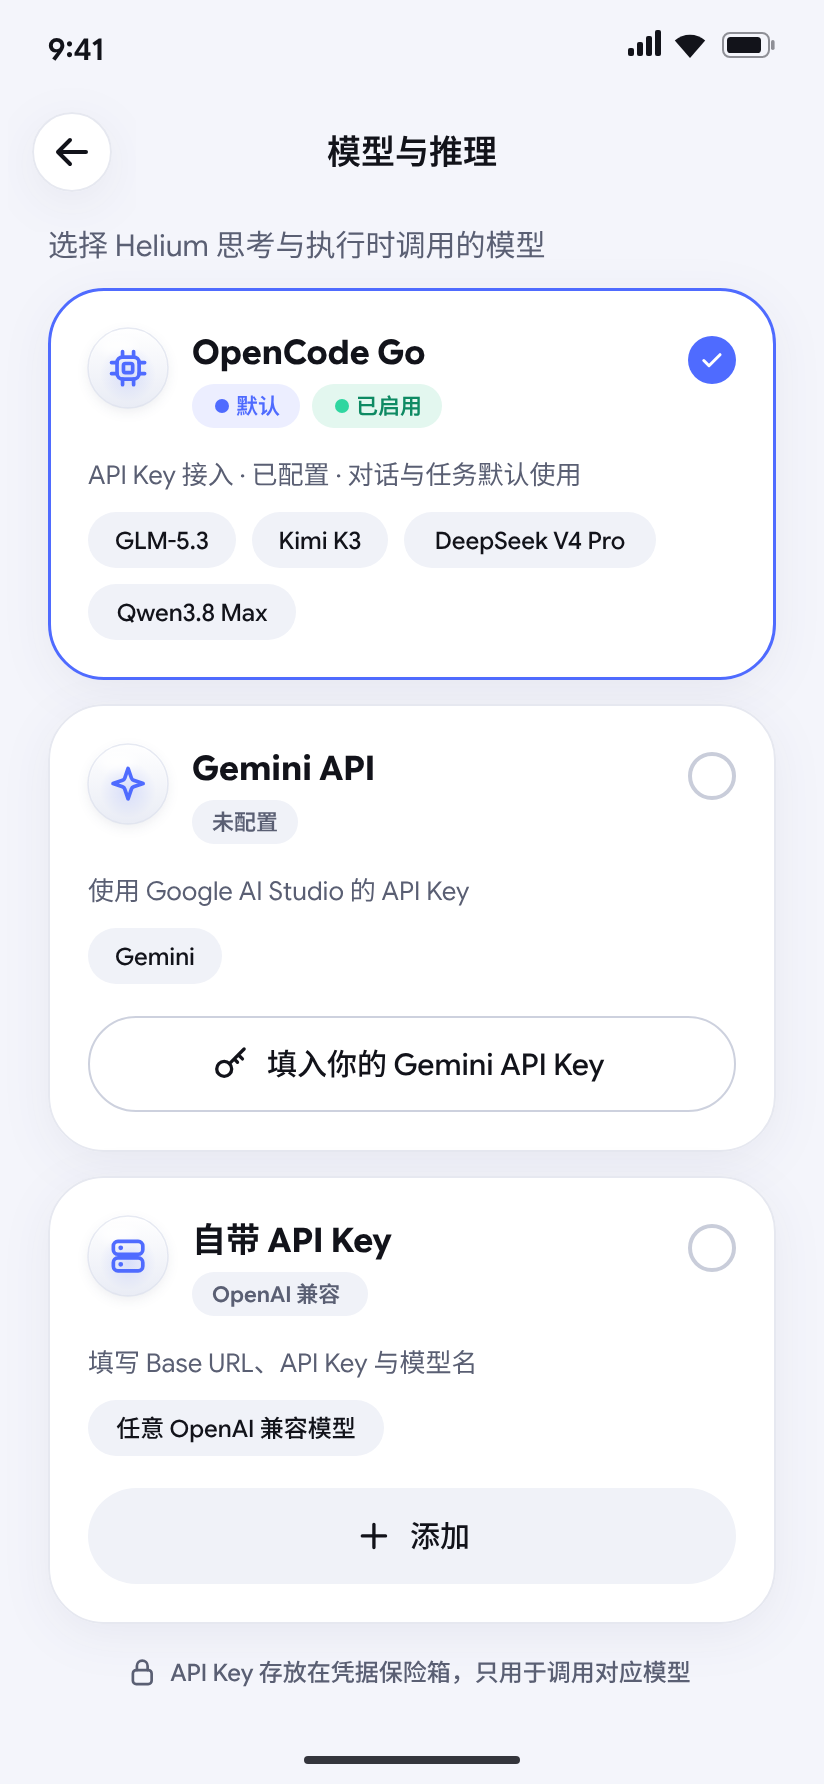 9:41
模型与推理
选择 Helium 思考与执行时调用的模型
OpenCode Go
默认
已启用
API Key 接入 · 已配置 · 对话与任务默认使用
GLM-5.3
Kimi K3
DeepSeek V4 Pro
Qwen3.8 Max
Gemini API
未配置
使用 Google AI Studio 的 API Key
Gemini
填入你的 Gemini API Key
自带 API Key
OpenAI 兼容
填写 Base URL、API Key 与模型名
任意 OpenAI 兼容模型
添加
API Key 存放在凭据保险箱，只用于调用对应模型